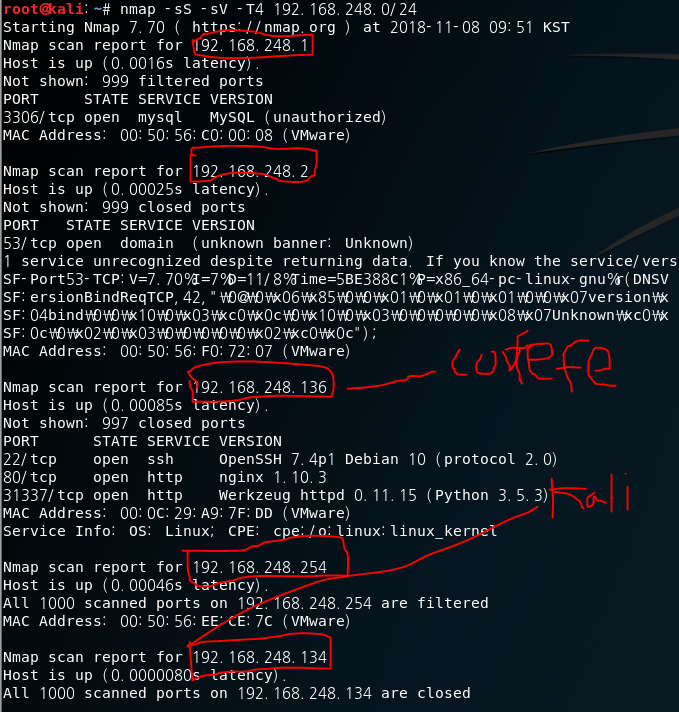 root@kali:~# nmap -sS -sV -T4 192.168.248.0/24
Starting Nmap 7.70 ( https://nmap.org ) at 2018-11-08 09:51 KST
Nmap scan report for 192.168.248.1
Host is up (0.0016s latency).
Not shown: 999 filtered ports
PORT     STATE SERVICE VERSION
3306/tcp open  mysql   MySQL (unauthorized)
MAC Address: 00:50:56:C0:00:08 (VMware)
Nmap scan report for 192.168.248.2
Host is up (0.00025s latency).
Not shown: 999 closed ports
PORT   STATE SERVICE VERSION
53/tcp open  domain  (unknown banner: Unknown)
1 service unrecognized despite returning data. If you know the service/vers
SF-Port53-TCP:V=7.70%I=7%D=11/8%Time=5BE388C1%P=x86_64-pc-linux-gnu%r(DNSV
SF:ersionBindReqTCP,42,"₩0@₩0₩x06₩x85₩0₩0₩x01₩0₩x01₩0₩x01₩0₩0₩x07version₩x
SF:04bind₩0₩0₩x10₩0₩x03₩xc0₩x0c₩0₩x10₩0₩x03₩0₩0₩0₩0₩0₩x08₩x07Unknown₩xc0₩x
SF:0c₩0₩x02₩0₩x03₩0₩0₩0₩0₩0₩x02₩xc0₩x0c");
MAC Address: 00:50:56:F0:72:07 (VMware)
Nmap scan report for 192.168.248.136
covfefe
Host is up (0.00085s latency).
Not shown: 997 closed ports
PORT      STATE SERVICE VERSION
22/tcp    open  ssh     OpenSSH 7.4p1 Debian 10 (protocol 2.0)
80/tcp    open  http    nginx 1.10.3
31337/tcp open  http    Werkzeug httpd 0.11.15 (Python 3.5.3)
Kali
MAC Address: 00:0C:29:A9:7F:DD (VMware)
Service Info: OS: Linux; CPE: cpe:/o:linux:linux_kernel
Nmap scan report for 192.168.248.254
Host is up (0.00046s latency).
All 1000 scanned ports on 192.168.248.254 are filtered
MAC Address: 00:50:56:EE:CE:7C (VMware)
Nmap scan report for 192.168.248.134
Host is up (0.0000080s latency).
All 1000 scanned ports on 192.168.248.134 are closed